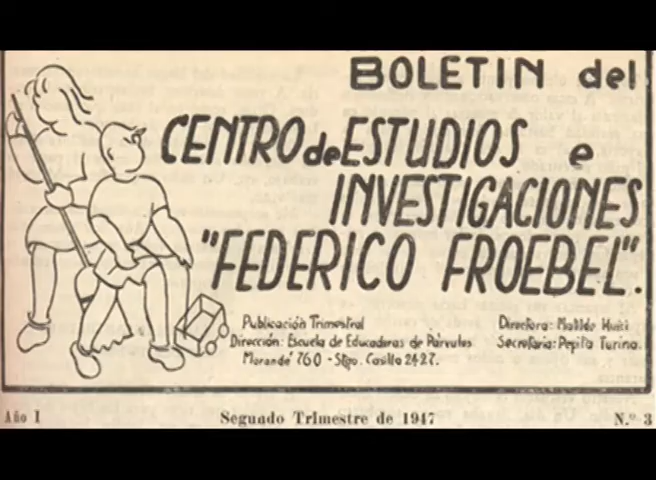 BOLETIN del
CENTRO de ESTUDIOS e
INVESTIGACIONES
"FEDERICO FROEBEL".
Publicación Trimestral
Dirección: Escuela de Educadoras de Párvulos
Morandé 760 - Stgo. Casilla 2427.
Directora: Matilde Huici
Secretaria: Pepita Turina
Año I
Segundo Trimestre de 1947
N.º 3